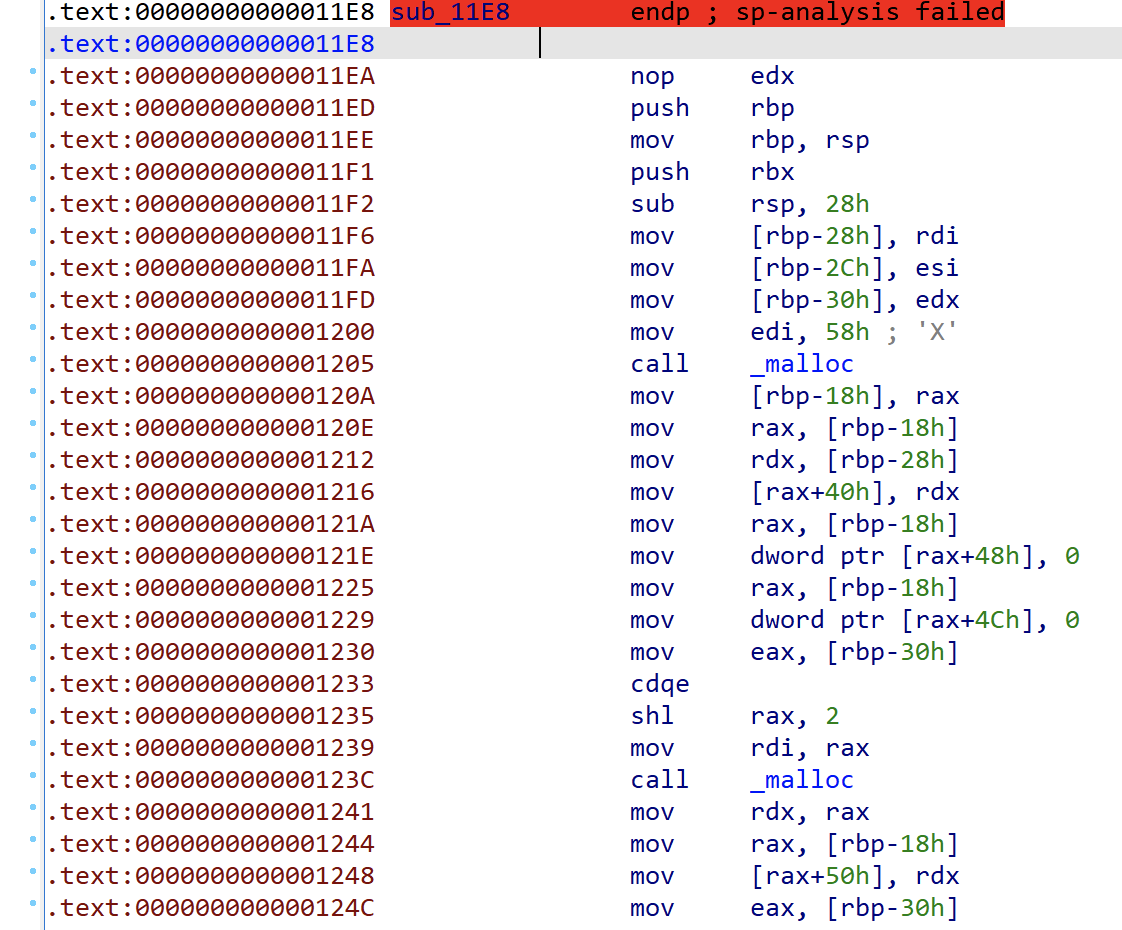 .text:00000000000011E8 sub_11E8 endp ; sp-analysis failed
.text:00000000000011E8
.text:00000000000011EA nop edx
.text:00000000000011ED push rbp
.text:00000000000011EE mov rbp, rsp
.text:00000000000011F1 push rbx
.text:00000000000011F2 sub rsp, 28h
.text:00000000000011F6 mov [rbp-28h], rdi
.text:00000000000011FA mov [rbp-2Ch], esi
.text:00000000000011FD mov [rbp-30h], edx
.text:0000000000001200 mov edi, 58h ; 'X'
.text:0000000000001205 call _malloc
.text:000000000000120A mov [rbp-18h], rax
.text:000000000000120E mov rax, [rbp-18h]
.text:0000000000001212 mov rdx, [rbp-28h]
.text:0000000000001216 mov [rax+40h], rdx
.text:000000000000121A mov rax, [rbp-18h]
.text:000000000000121E mov dword ptr [rax+48h], 0
.text:0000000000001225 mov rax, [rbp-18h]
.text:0000000000001229 mov dword ptr [rax+4Ch], 0
.text:0000000000001230 mov eax, [rbp-30h]
.text:0000000000001233 cdqe
.text:0000000000001235 shl rax, 2
.text:0000000000001239 mov rdi, rax
.text:000000000000123C call _malloc
.text:0000000000001241 mov rdx, rax
.text:0000000000001244 mov rax, [rbp-18h]
.text:0000000000001248 mov [rax+50h], rdx
.text:000000000000124C mov eax, [rbp-30h]